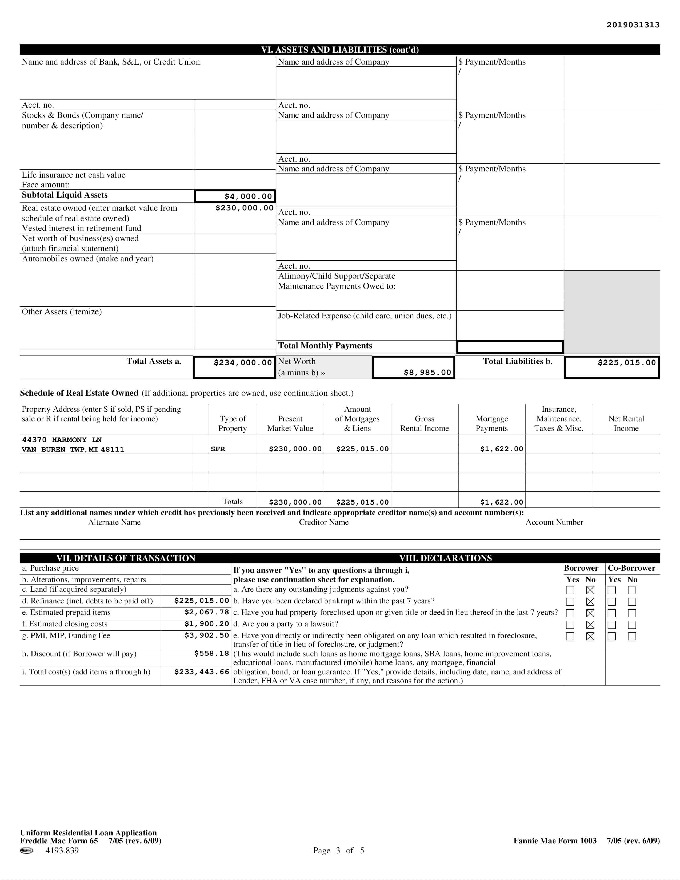 2019031313
VI. ASSETS AND LIABILITIES (cont'd)
Name and address of Bank, S&L, or Credit Union
Name and address of Company
$ Payment/Months
/
Acct. no.
Acct. no.
Stocks & Bonds (Company name/
number & description)
Name and address of Company
$ Payment/Months
/
Acct. no.
Life insurance net cash value
Face amount:
Name and address of Company
$ Payment/Months
/
Subtotal Liquid Assets
$4,000.00
Real estate owned (enter market value from
schedule of real estate owned)
$230,000.00
Acct. no.
Vested interest in retirement fund
Name and address of Company
$ Payment/Months
/
Net worth of business(es) owned
(attach financial statement)
Automobiles owned (make and year)
Acct. no.
Alimony/Child Support/Separate
Maintenance Payments Owed to:
Other Assets (itemize)
Job-Related Expense (child care, union dues, etc.)
Total Monthly Payments
Total Assets a.
$234,000.00
Net Worth
(a minus b) »
$8,985.00
Total Liabilities b.
$225,015.00
Schedule of Real Estate Owned (If additional properties are owned, use continuation sheet.)
Property Address (enter S if sold, PS if pending
sale or R if rental being held for income)
Type of
Property
Present
Market Value
Amount
of Mortgages
& Liens
Gross
Rental Income
Mortgage
Payments
Insurance,
Maintenance,
Taxes & Misc.
Net Rental
Income
44370 HARMONY LN
VAN BUREN TWP,MI 48111 SFR $230,000.00 $225,015.00 $1,622.00
Totals $230,000.00 $225,015.00 $1,622.00
List any additional names under which credit has previously been received and indicate appropriate creditor name(s) and account number(s):
Alternate Name Creditor Name Account Number
VII. DETAILS OF TRANSACTION
VIII. DECLARATIONS
a. Purchase price
If you answer "Yes" to any questions a through i,
Borrower Co-Borrower
b. Alterations, improvements, repairs
please use continuation sheet for explanation.
Yes No Yes No
c. Land (if acquired separately)
a. Are there any outstanding judgments against you?
d. Refinance (incl. debts to be paid off) $225,015.00
b. Have you been declared bankrupt within the past 7 years?
e. Estimated prepaid items $2,067.78
c. Have you had property foreclosed upon or given title or deed in lieu thereof in the last 7 years?
f. Estimated closing costs $1,900.20
d. Are you a party to a lawsuit?
g. PMI, MIP, Funding Fee $3,902.50
e. Have you directly or indirectly been obligated on any loan which resulted in foreclosure,
transfer of title in lieu of foreclosure, or judgment?
h. Discount (if Borrower will pay) $558.18
(This would include such loans as home mortgage loans, SBA loans, home improvement loans,
educational loans, manufactured (mobile) home loans, any mortgage, financial
i. Total cost(s) (add items a through h) $233,443.66
obligation, bond, or loan guarantee. If "Yes," provide details, including date, name, and address of
Lender, FHA or VA case number, if any, and reasons for the action.)
Uniform Residential Loan Application
Freddie Mac Form 65 7/05 (rev. 6/09)
Fannie Mae Form 1003 7/05 (rev. 6/09)
4193.839
Page 3 of 5